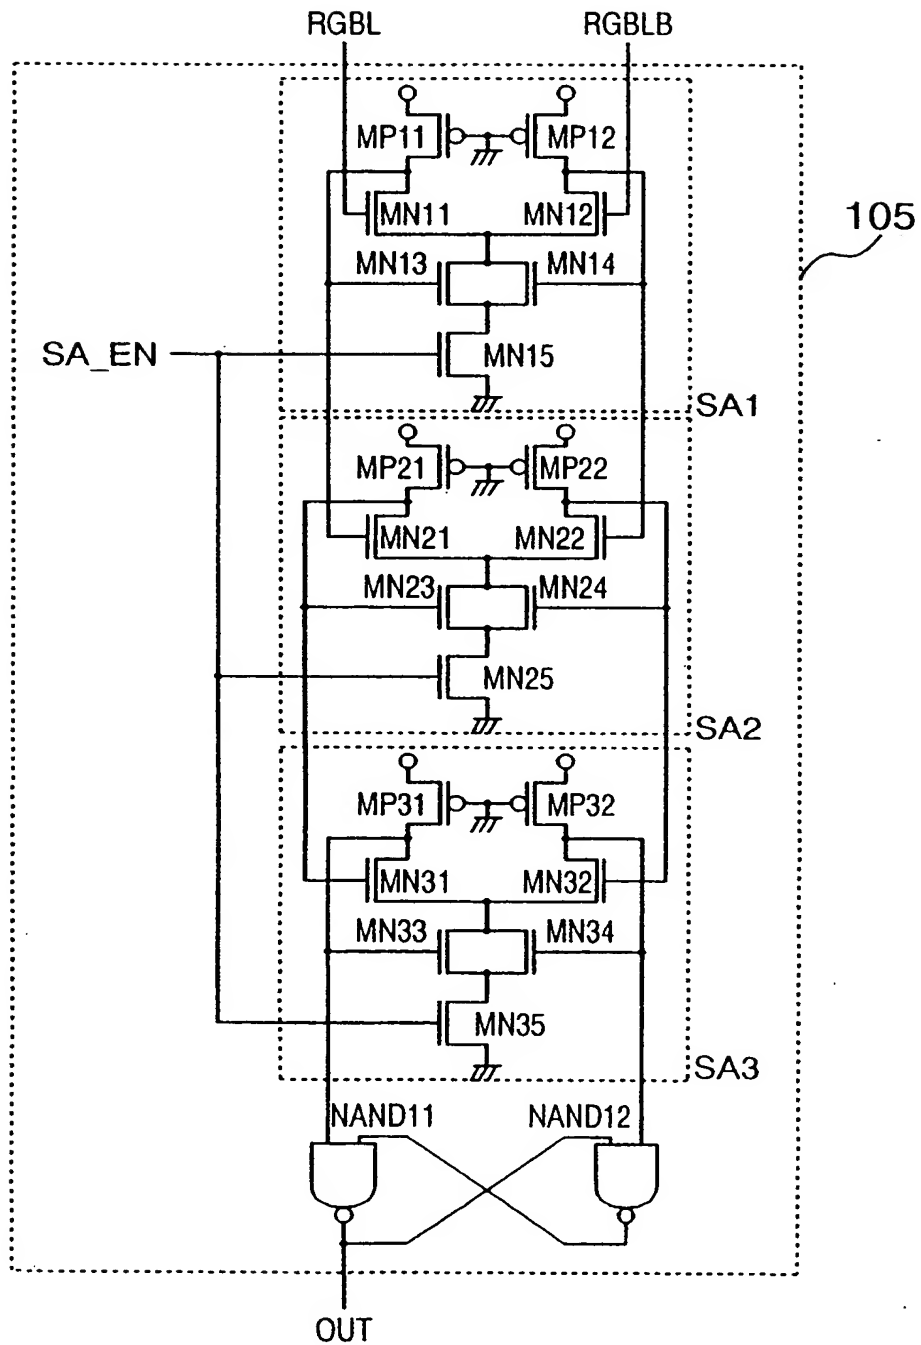 RGBL RGBLB
MP11 MP12
MN11 MN12
105
MN13 MN14
SA_EN
MN15
SA1
MP21 MP22
MN21 MN22
MN23 MN24
MN25
SA2
MP31 MP32
MN31 MN32
MN33 MN34
MN35
SA3
NAND11 NAND12
OUT